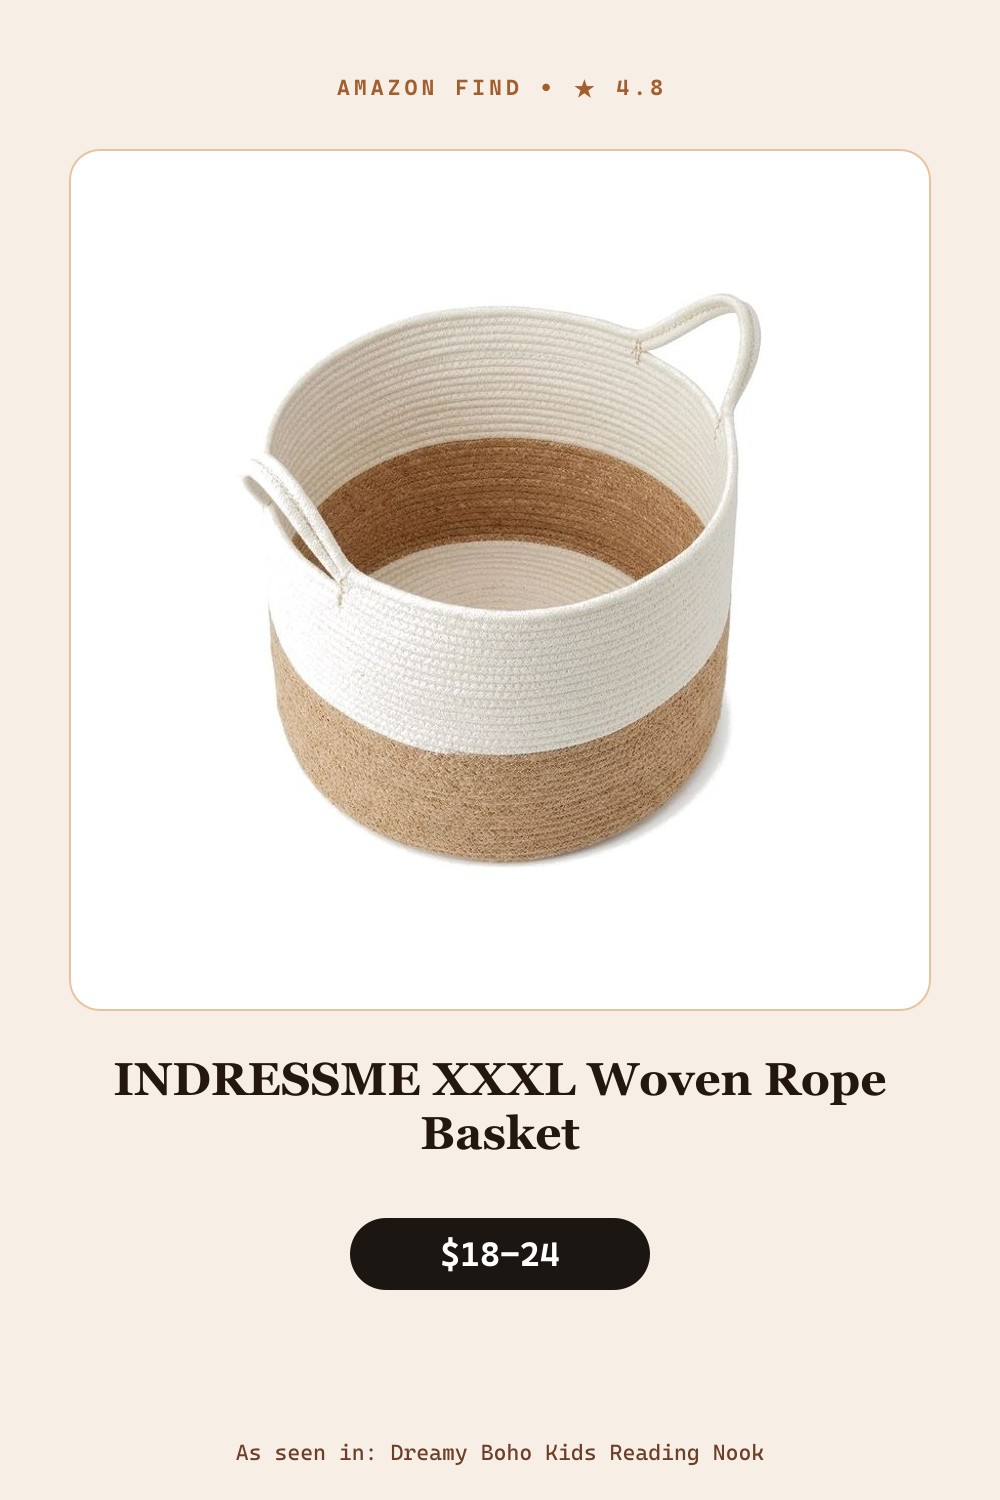 AMAZON FIND • ★ 4.8
INDRESSME XXXL Woven Rope
Basket
$18–24
As seen in: Dreamy Boho Kids Reading Nook